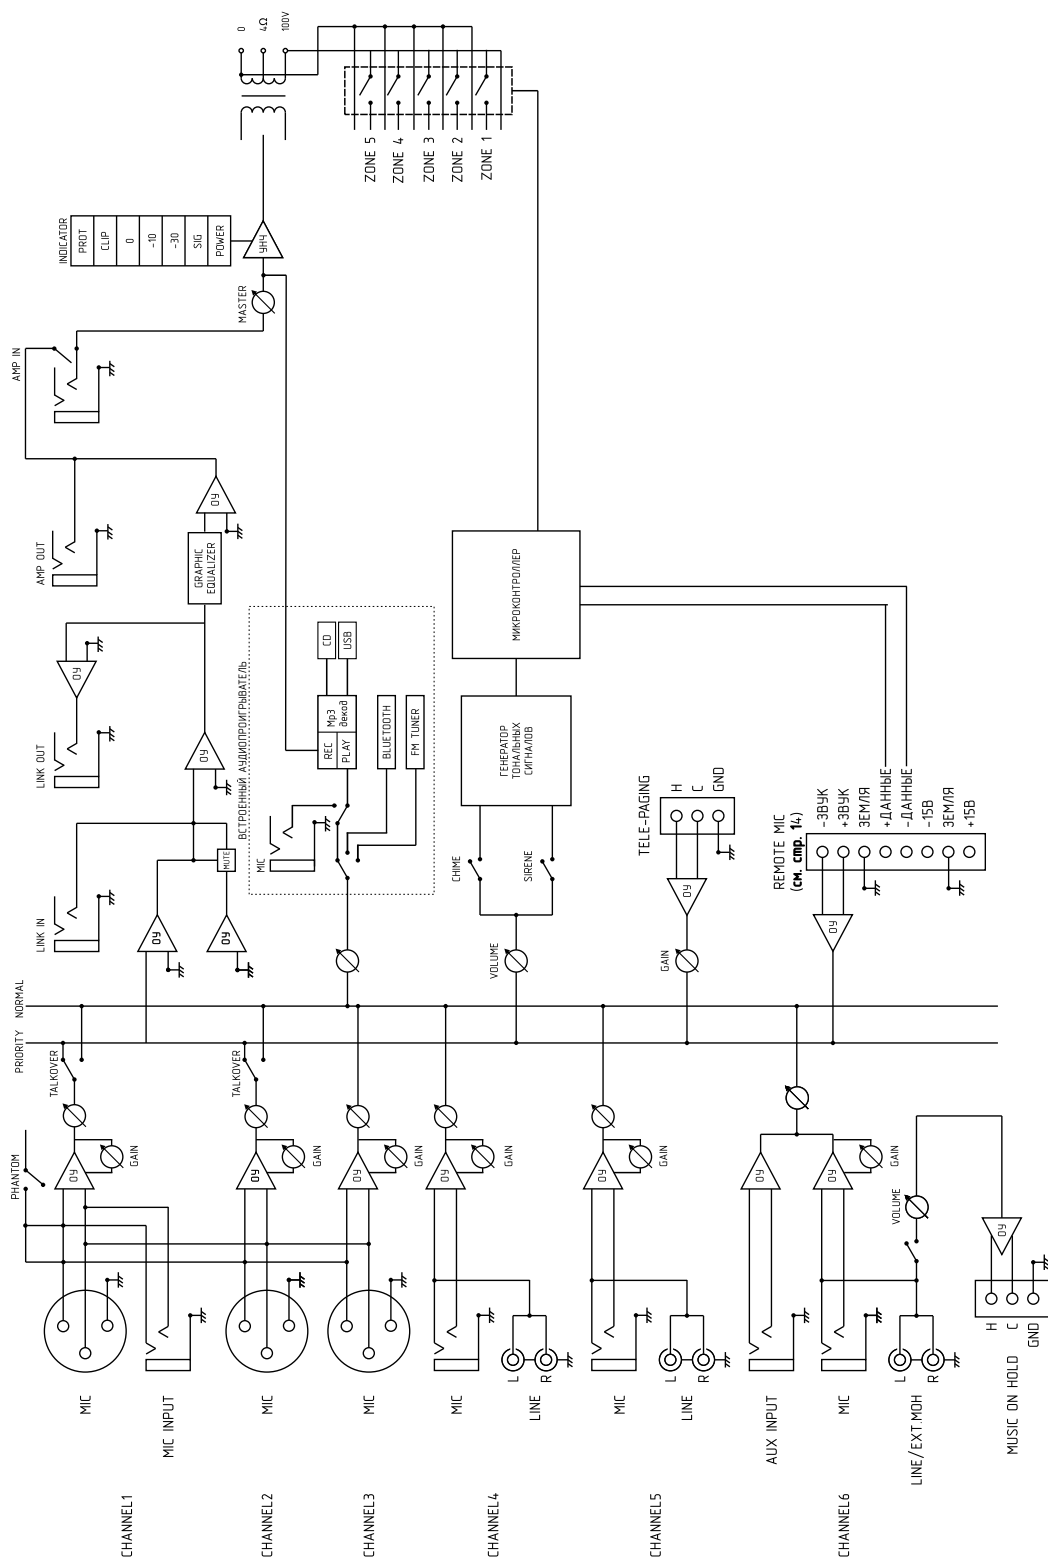 0
4Ω
100V
ZONE 5
ZONE 4
ZONE 3
ZONE 2
ZONE 1
INDICATOR
PROT
CLIP
0
-10
-30
SIG
POWER
УНЧ
MASTER
AMP IN
AMP OUT
ОУ
GRAPHIC
EQUALIZER
LINK OUT
ОУ
ОУ
LINK IN
MUTE
ОУ
ОУ
ВСТРОЕННЫЙ АУДИОПРОИГРЫВАТЕЛЬ
CD
USB
Mp3
декод
REC
PLAY
BLUETOOTH
FM TUNER
MIC
МИКРОКОНТРОЛЛЕР
ГЕНЕРАТОР
ТОНАЛЬНЫХ
СИГНАЛОВ
CHIME
SIRENE
VOLUME
TELE-PAGING
H
C
GND
ОУ
GAIN
REMOTE MIC
(см. стр. 14)
-ЗВУК
+ЗВУК
ЗЕМЛЯ
+ДАННЫЕ
-ДАННЫЕ
-15В
ЗЕМЛЯ
+15В
ОУ
NORMAL
PRIORITY
TALKOVER
TALKOVER
PHANTOM
ОУ
GAIN
ОУ
GAIN
ОУ
GAIN
ОУ
GAIN
ОУ
GAIN
ОУ
ОУ
GAIN
VOLUME
ОУ
H
C
GND
MIC
MIC INPUT
MIC
MIC
MIC
L
R
LINE
MIC
L
R
LINE
AUX INPUT
MIC
L
R
LINE/EXT.MOH
MUSIC ON HOLD
CHANNEL1
CHANNEL2
CHANNEL3
CHANNEL4
CHANNEL5
CHANNEL6